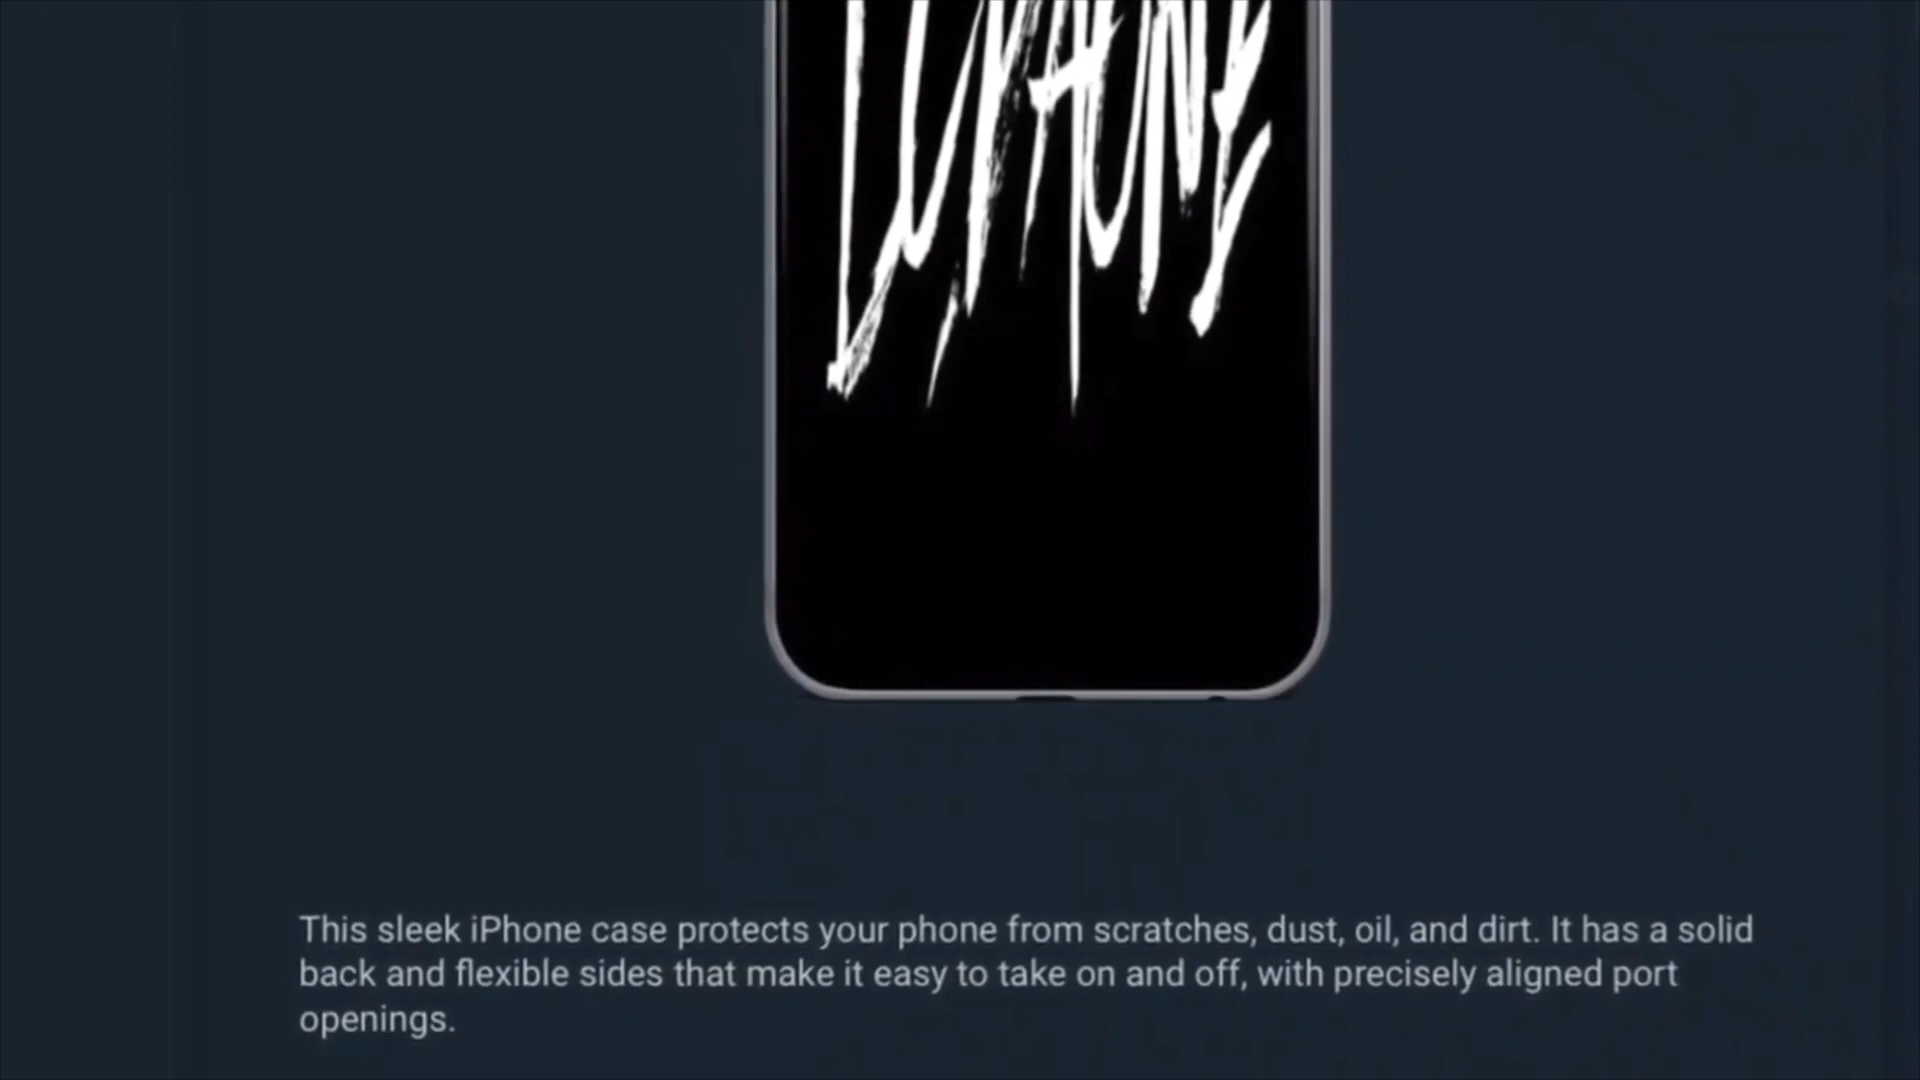 This sleek iPhone case protects your phone from scratches, dust, oil, and dirt. It has a solid
back and flexible sides that make it easy to take on and off, with precisely aligned port
openings.